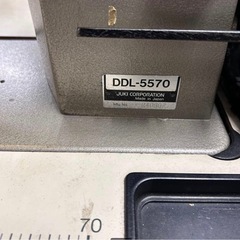 DDL-5570
JUKI CORPORATION
Made in Japan
70